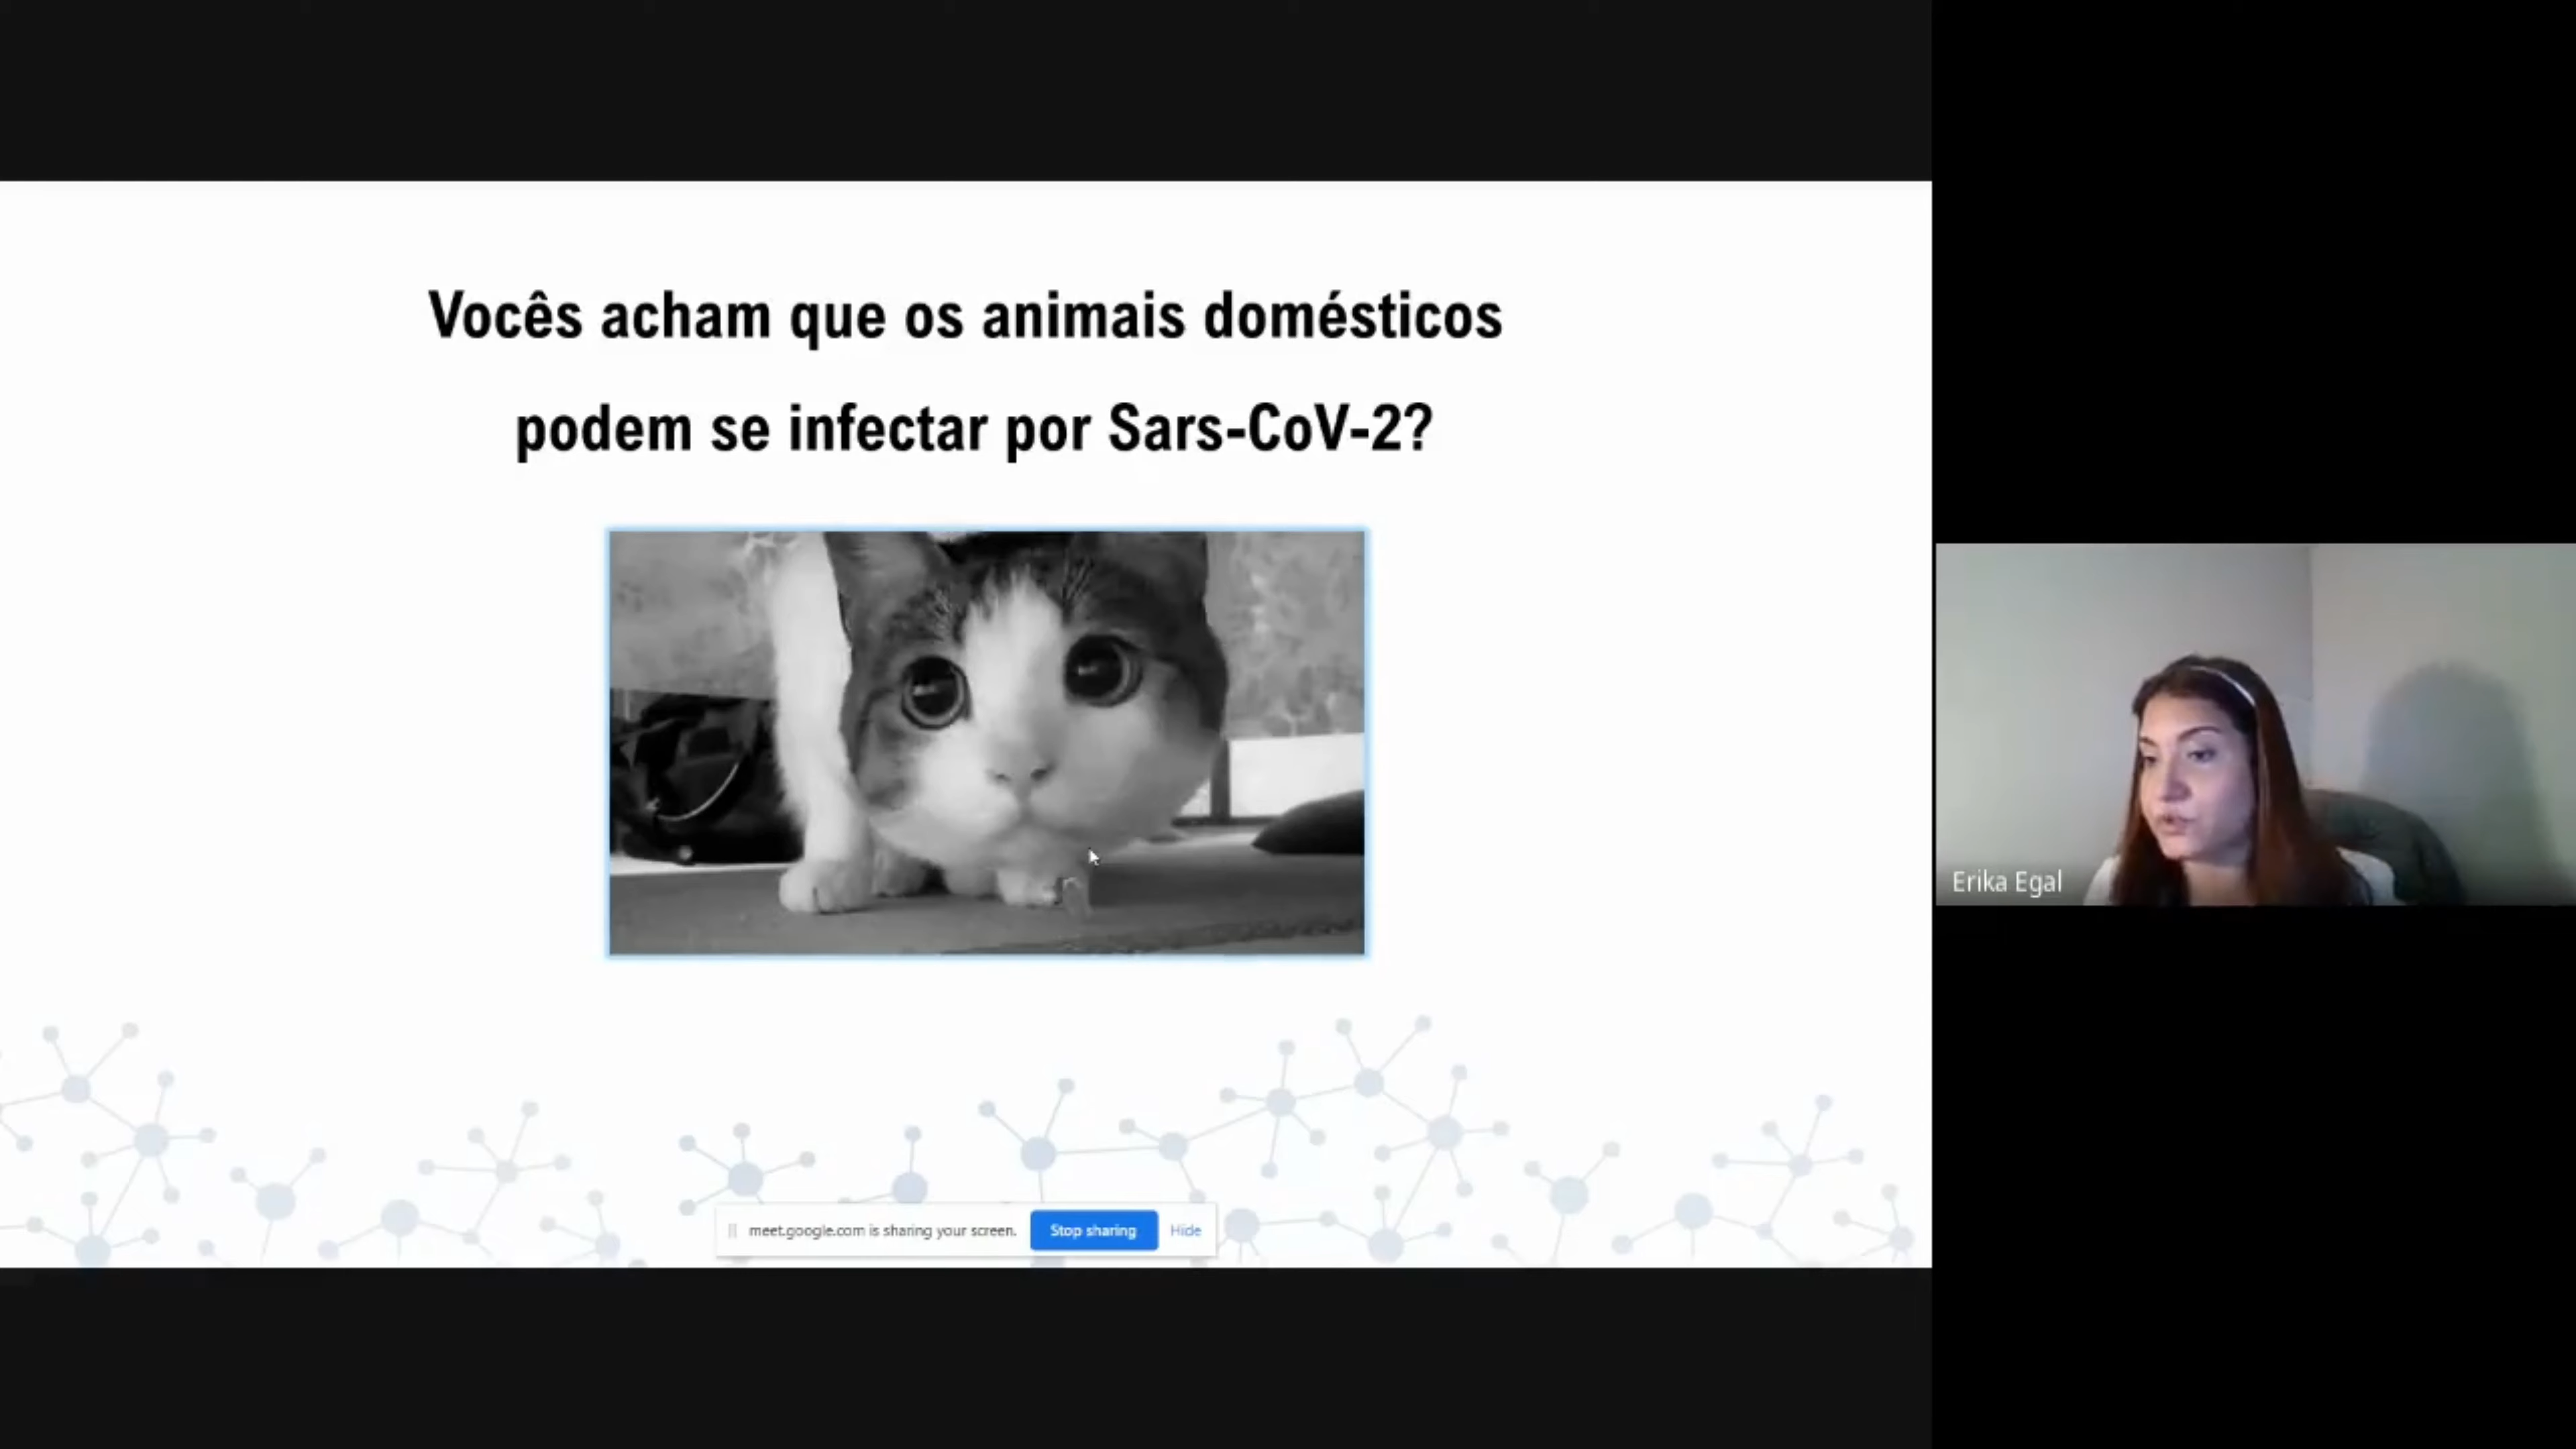 Vocês acham que os animais domésticos
podem se infectar por Sars-CoV-2?
Erika Egal
meet.google.com is sharing your screen. Stop sharing Hide